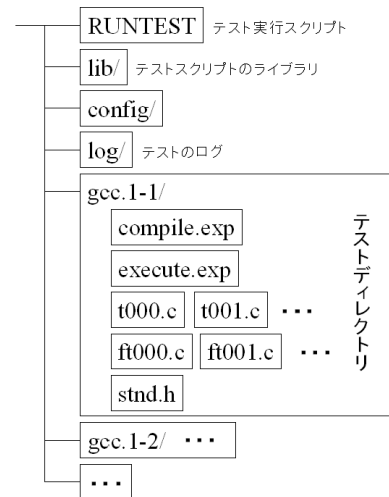 RUNTEST テスト実行スクリプト
lib/ テストスクリプトのライブラリ
config/
log/ テストのログ
gcc.1-1/
compile.exp
execute.exp
t000.c t001.c ・・・
ft000.c ft001.c ・・・
stnd.h
テストディレクトリ
gcc.1-2/ ・・・
・・・